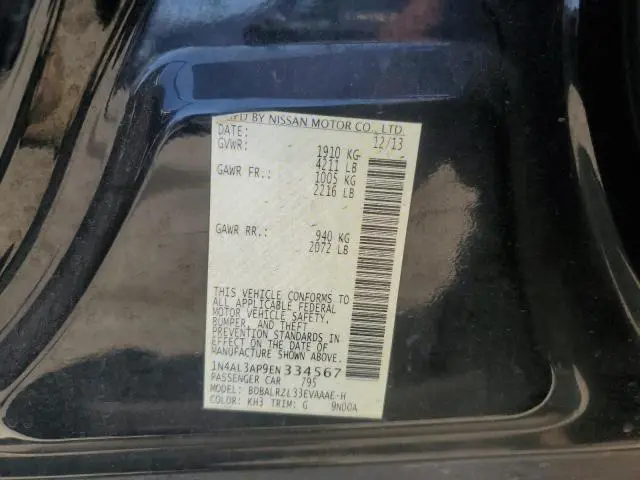 MFD BY NISSAN MOTOR CO., LTD.
DATE: 12/13
GVWR: 1910 KG
4211 LB
GAWR FR.: 1005 KG
2216 LB
GAWR RR.: 940 KG
2072 LB
THIS VEHICLE CONFORMS TO
ALL APPLICABLE FEDERAL
MOTOR VEHICLE SAFETY,
BUMPER, AND THEFT
PREVENTION STANDARDS IN
EFFECT ON THE DATE OF
MANUFACTURE SHOWN ABOVE.
1N4AL3AP9EN334567
PASSENGER CAR 795
MODEL: BDBALRZL33EVAAAE-H
COLOR: KH3 TRIM: G 9N00A